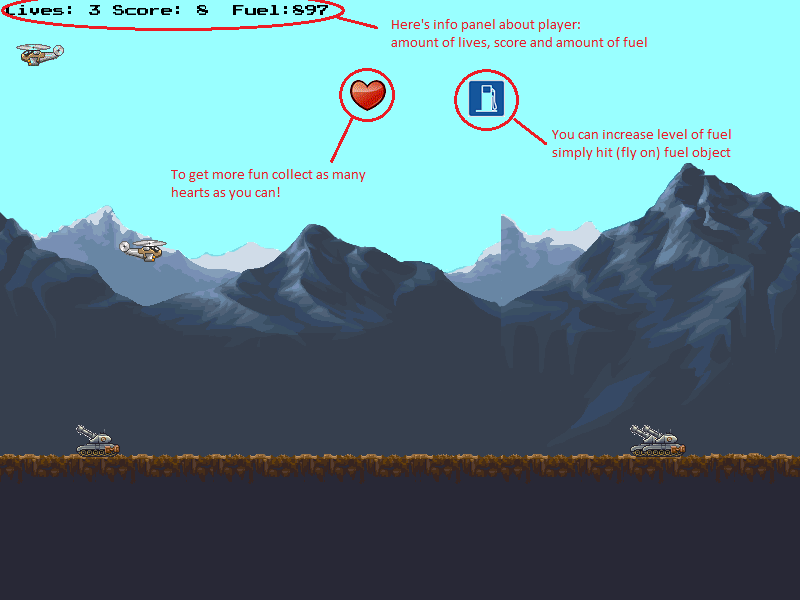 Lives: 3 Score: 8 Fuel:897
Here's info panel about player:
amount of lives, score and amount of fuel
You can increase level of fuel
simply hit (fly on) fuel object
To get more fun collect as many
hearts as you can!